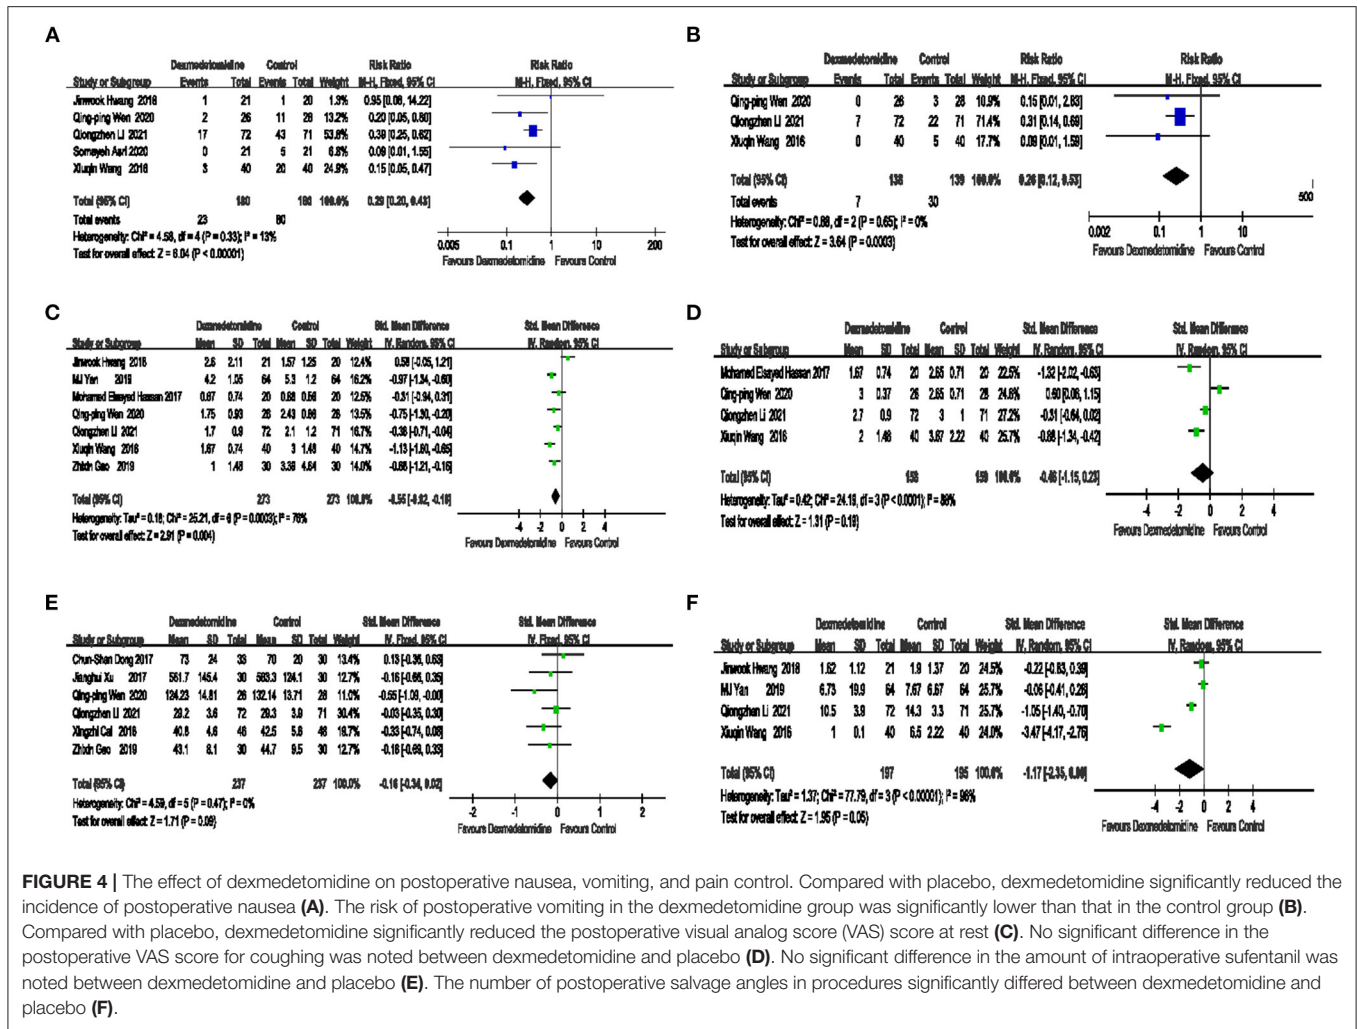 A
Dexmedetomidine Control Risk Ratio Risk Ratio
Study or Subgroup Events Total Events Total Weight M-H, Fixed, 95% CI M-H, Fixed, 95% CI
Jinwook Hwang 2018 1 21 1 20 1.9% 0.95 [0.06, 14.22]
Qing-ping Wen 2020 2 26 11 28 13.2% 0.20 [0.05, 0.80]
Qiongzhen Li 2021 17 72 43 71 53.8% 0.39 [0.25, 0.62]
Somayeh Asri 2020 0 21 5 21 6.8% 0.09 [0.01, 1.55]
Xiuqin Wang 2016 3 40 20 40 24.9% 0.15 [0.05, 0.47]
Total (95% CI) 180 180 100.0% 0.29 [0.20, 0.43]
Total events 23 80
Heterogeneity: Chi² = 4.58, df = 4 (P = 0.33); I² = 13%
Test for overall effect: Z = 6.04 (P < 0.00001)
0.005 0.1 1 10 200
Favours Dexmedetomidine Favours Control
B
Dexmedetomidine Control Risk Ratio Risk Ratio
Study or Subgroup Events Total Events Total Weight M-H, Fixed, 95% CI M-H, Fixed, 95% CI
Qing-ping Wen 2020 0 26 3 28 10.9% 0.15 [0.01, 2.83]
Qiongzhen Li 2021 7 72 22 71 71.4% 0.31 [0.14, 0.69]
Xiuqin Wang 2016 0 40 5 40 17.7% 0.09 [0.01, 1.59]
Total (95% CI) 138 139 100.0% 0.26 [0.12, 0.53]
Total events 7 30
Heterogeneity: Chi² = 0.88, df = 2 (P = 0.65); I² = 0%
Test for overall effect: Z = 3.64 (P = 0.0003)
0.002 0.1 1 10 500
Favours Dexmedetomidine Favours Control
C
Dexmedetomidine Control Std. Mean Difference Std. Mean Difference
Study or Subgroup Mean SD Total Mean SD Total Weight IV, Random, 95% CI IV, Random, 95% CI
Jinwook Hwang 2018 2.6 2.11 21 1.57 1.25 20 12.4% 0.58 [-0.05, 1.21]
MJ Yan 2019 4.2 1.05 64 5.3 1.2 64 16.2% -0.97 [-1.34, -0.60]
Mohamed Elsayed Hassan 2017 0.67 0.74 20 0.88 0.56 20 12.5% -0.31 [-0.94, 0.31]
Qing-ping Wen 2020 1.75 0.93 26 2.43 0.86 28 13.5% -0.75 [-1.30, -0.20]
Qiongzhen Li 2021 1.7 0.9 72 2.1 1.2 71 16.7% -0.38 [-0.71, -0.04]
Xiuqin Wang 2016 1.67 0.74 40 3 1.48 40 14.7% -1.13 [-1.60, -0.65]
Zhixin Gao 2019 1 1.48 30 3.36 4.64 30 14.0% -0.68 [-1.21, -0.16]
Total (95% CI) 273 273 100.0% -0.55 [-0.92, -0.18]
Heterogeneity: Tau² = 0.18; Chi² = 25.21, df = 6 (P = 0.0003); I² = 76%
Test for overall effect: Z = 2.91 (P = 0.004)
-4 -2 0 2 4
Favours Dexmedetomidine Favours Control
D
Dexmedetomidine Control Std. Mean Difference Std. Mean Difference
Study or Subgroup Mean SD Total Mean SD Total Weight IV, Random, 95% CI IV, Random, 95% CI
Mohamed Elsayed Hassan 2017 1.67 0.74 20 2.65 0.71 20 22.5% -1.32 [-2.02, -0.63]
Qing-ping Wen 2020 3 0.37 26 2.65 0.71 28 24.6% 0.60 [0.06, 1.15]
Qiongzhen Li 2021 2.7 0.9 72 3 1 71 27.1% -0.31 [-0.64, 0.02]
Xiuqin Wang 2016 2 1.48 40 3.67 2.22 40 25.7% -0.88 [-1.34, -0.42]
Total (95% CI) 158 159 100.0% -0.46 [-1.15, 0.23]
Heterogeneity: Tau² = 0.42; Chi² = 24.19, df = 3 (P < 0.0001); I² = 88%
Test for overall effect: Z = 1.31 (P = 0.19)
-4 -2 0 2 4
Favours Dexmedetomidine Favours Control
E
Dexmedetomidine Control Std. Mean Difference Std. Mean Difference
Study or Subgroup Mean SD Total Mean SD Total Weight IV, Fixed, 95% CI IV, Fixed, 95% CI
Chun-Shan Dong 2017 73 24 33 70 20 30 13.4% 0.13 [-0.36, 0.63]
Jianghui Xu 2017 561.7 145.4 30 583.3 124.1 30 12.7% -0.16 [-0.66, 0.35]
Qing-ping Wen 2020 124.23 14.81 26 132.14 13.71 28 11.0% -0.55 [-1.09, -0.00]
Qiongzhen Li 2021 29.2 3.6 72 29.3 3.9 71 30.4% -0.03 [-0.35, 0.30]
Xingzhi Cai 2016 40.8 4.6 46 42.5 5.6 46 19.8% -0.33 [-0.74, 0.08]
Zhixin Gao 2019 43.1 8.1 30 44.7 9.5 30 12.7% -0.18 [-0.69, 0.33]
Total (95% CI) 237 237 100.0% -0.16 [-0.34, 0.02]
Heterogeneity: Chi² = 4.59, df = 5 (P = 0.47); I² = 0%
Test for overall effect: Z = 1.71 (P = 0.09)
-2 -1 0 1 2
Favours Dexmedetomidine Favours Control
F
Dexmedetomidine Control Std. Mean Difference Std. Mean Difference
Study or Subgroup Mean SD Total Mean SD Total Weight IV, Random, 95% CI IV, Random, 95% CI
Jinwook Hwang 2018 1.62 1.12 21 1.9 1.37 20 24.5% -0.22 [-0.83, 0.39]
MJ Yan 2019 6.73 19.9 64 7.67 6.67 64 25.7% -0.06 [-0.41, 0.28]
Qiongzhen Li 2021 10.5 3.9 72 14.3 3.3 71 25.7% -1.05 [-1.40, -0.70]
Xiuqin Wang 2016 1 0.1 40 6.5 2.22 40 24.0% -3.47 [-4.17, -2.76]
Total (95% CI) 197 195 100.0% -1.17 [-2.35, 0.00]
Heterogeneity: Tau² = 1.37; Chi² = 77.79, df = 3 (P < 0.00001); I² = 96%
Test for overall effect: Z = 1.95 (P = 0.05)
-4 -2 0 2 4
Favours Dexmedetomidine Favours Control
FIGURE 4 | The effect of dexmedetomidine on postoperative nausea, vomiting, and pain control. Compared with placebo, dexmedetomidine significantly reduced the
incidence of postoperative nausea (A). The risk of postoperative vomiting in the dexmedetomidine group was significantly lower than that in the control group (B).
Compared with placebo, dexmedetomidine significantly reduced the postoperative visual analog score (VAS) score at rest (C). No significant difference in the
postoperative VAS score for coughing was noted between dexmedetomidine and placebo (D). No significant difference in the amount of intraoperative sufentanil was
noted between dexmedetomidine and placebo (E). The number of postoperative salvage angles in procedures significantly differed between dexmedetomidine and
placebo (F).